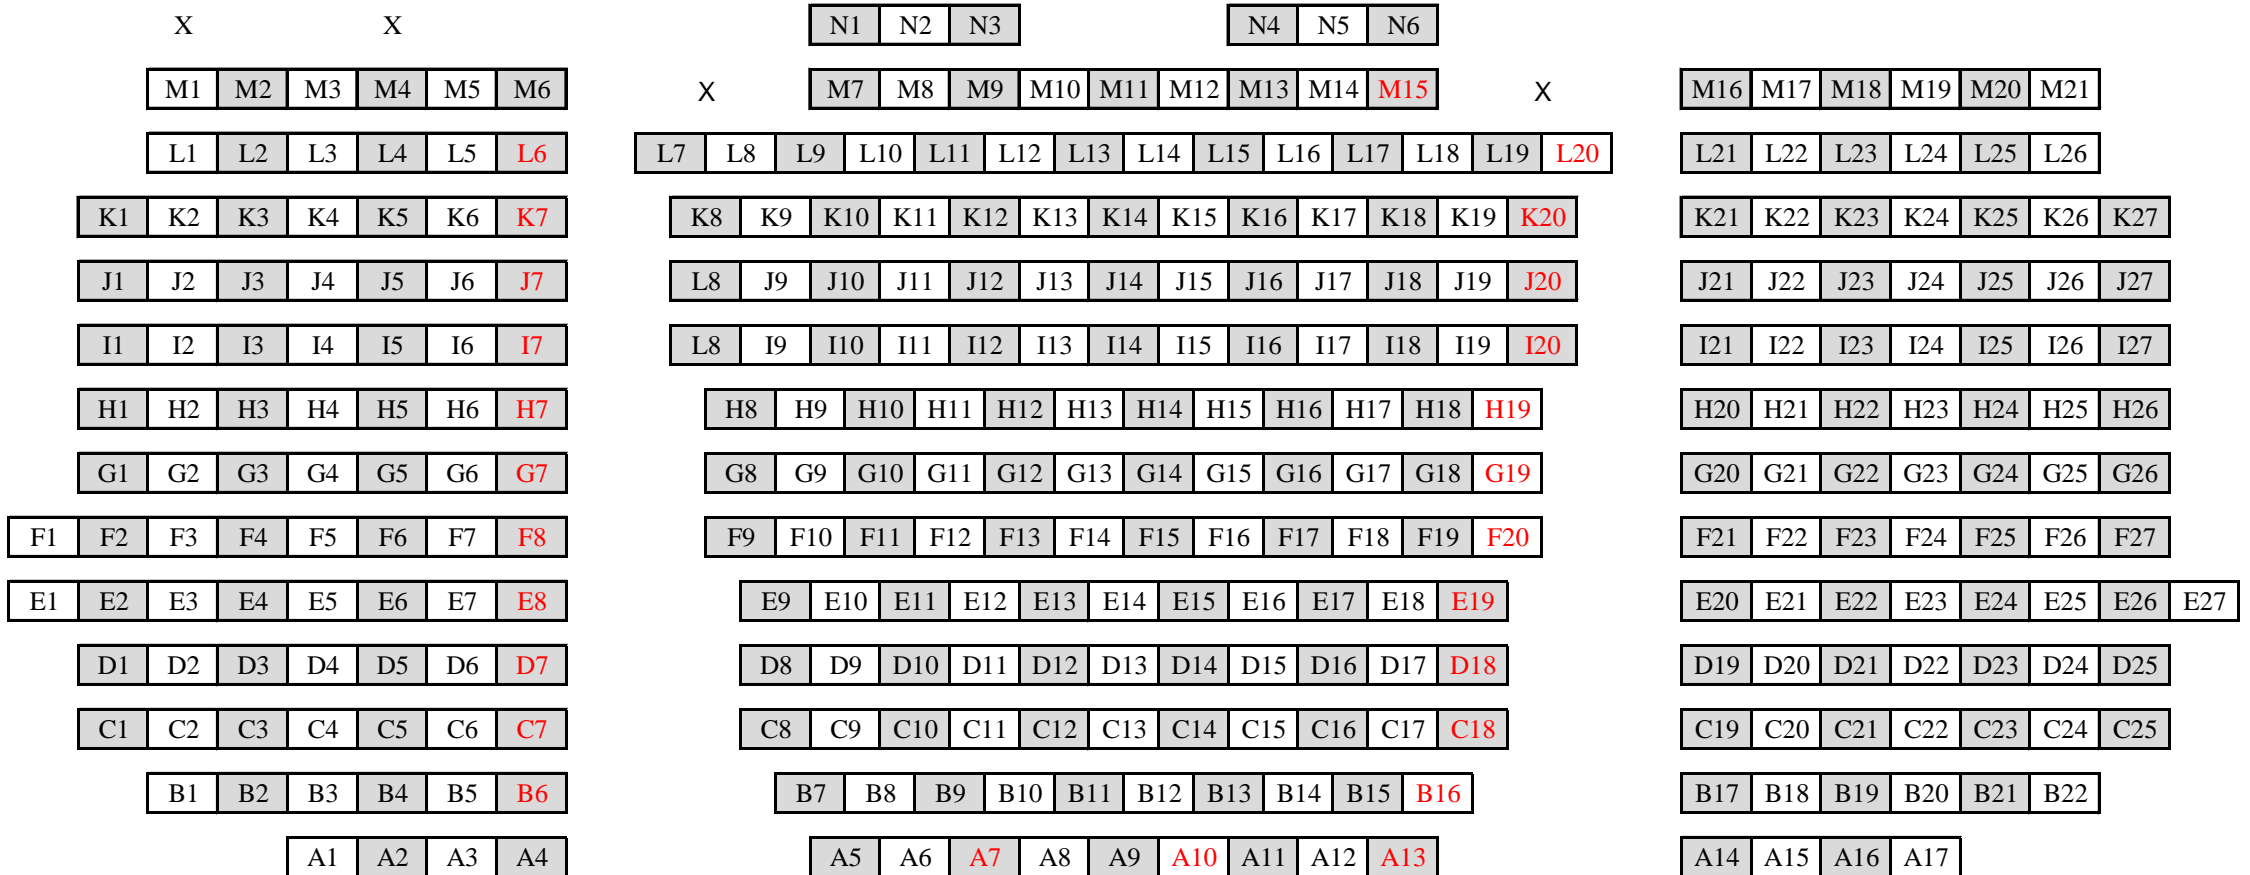 X X N1 N2 N3 N4 N5 N6
M1 M2 M3 M4 M5 M6 X M7 M8 M9 M10 M11 M12 M13 M14 M15 X M16 M17 M18 M19 M20 M21
L1 L2 L3 L4 L5 L6 L7 L8 L9 L10 L11 L12 L13 L14 L15 L16 L17 L18 L19 L20 L21 L22 L23 L24 L25 L26
K1 K2 K3 K4 K5 K6 K7 K8 K9 K10 K11 K12 K13 K14 K15 K16 K17 K18 K19 K20 K21 K22 K23 K24 K25 K26 K27
J1 J2 J3 J4 J5 J6 J7 L8 J9 J10 J11 J12 J13 J14 J15 J16 J17 J18 J19 J20 J21 J22 J23 J24 J25 J26 J27
I1 I2 I3 I4 I5 I6 I7 L8 I9 I10 I11 I12 I13 I14 I15 I16 I17 I18 I19 I20 I21 I22 I23 I24 I25 I26 I27
H1 H2 H3 H4 H5 H6 H7 H8 H9 H10 H11 H12 H13 H14 H15 H16 H17 H18 H19 H20 H21 H22 H23 H24 H25 H26
G1 G2 G3 G4 G5 G6 G7 G8 G9 G10 G11 G12 G13 G14 G15 G16 G17 G18 G19 G20 G21 G22 G23 G24 G25 G26
F1 F2 F3 F4 F5 F6 F7 F8 F9 F10 F11 F12 F13 F14 F15 F16 F17 F18 F19 F20 F21 F22 F23 F24 F25 F26 F27
E1 E2 E3 E4 E5 E6 E7 E8 E9 E10 E11 E12 E13 E14 E15 E16 E17 E18 E19 E20 E21 E22 E23 E24 E25 E26 E27
D1 D2 D3 D4 D5 D6 D7 D8 D9 D10 D11 D12 D13 D14 D15 D16 D17 D18 D19 D20 D21 D22 D23 D24 D25
C1 C2 C3 C4 C5 C6 C7 C8 C9 C10 C11 C12 C13 C14 C15 C16 C17 C18 C19 C20 C21 C22 C23 C24 C25
B1 B2 B3 B4 B5 B6 B7 B8 B9 B10 B11 B12 B13 B14 B15 B16 B17 B18 B19 B20 B21 B22
A1 A2 A3 A4 A5 A6 A7 A8 A9 A10 A11 A12 A13 A14 A15 A16 A17